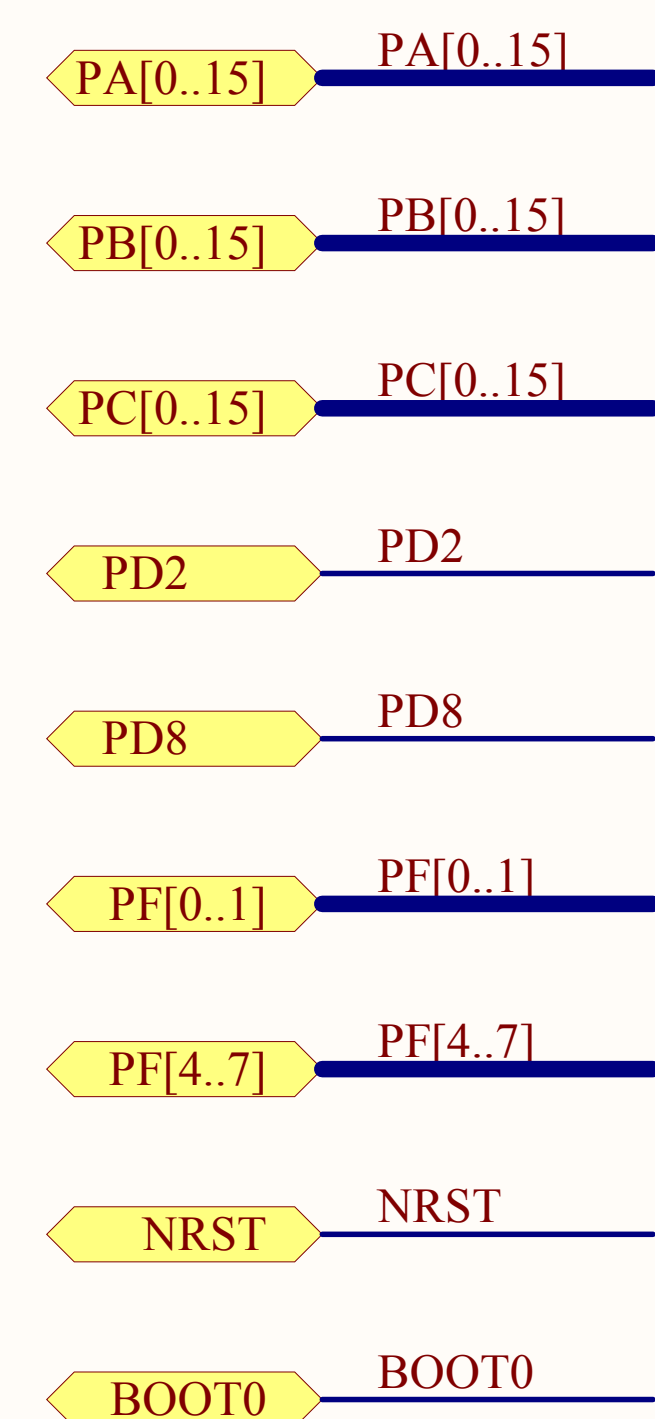 PA[0..15] PA[0..15]
PB[0..15] PB[0..15]
PC[0..15] PC[0..15]
PD2 PD2
PD8 PD8
PF[0..1] PF[0..1]
PF[4..7] PF[4..7]
NRST NRST
BOOT0 BOOT0